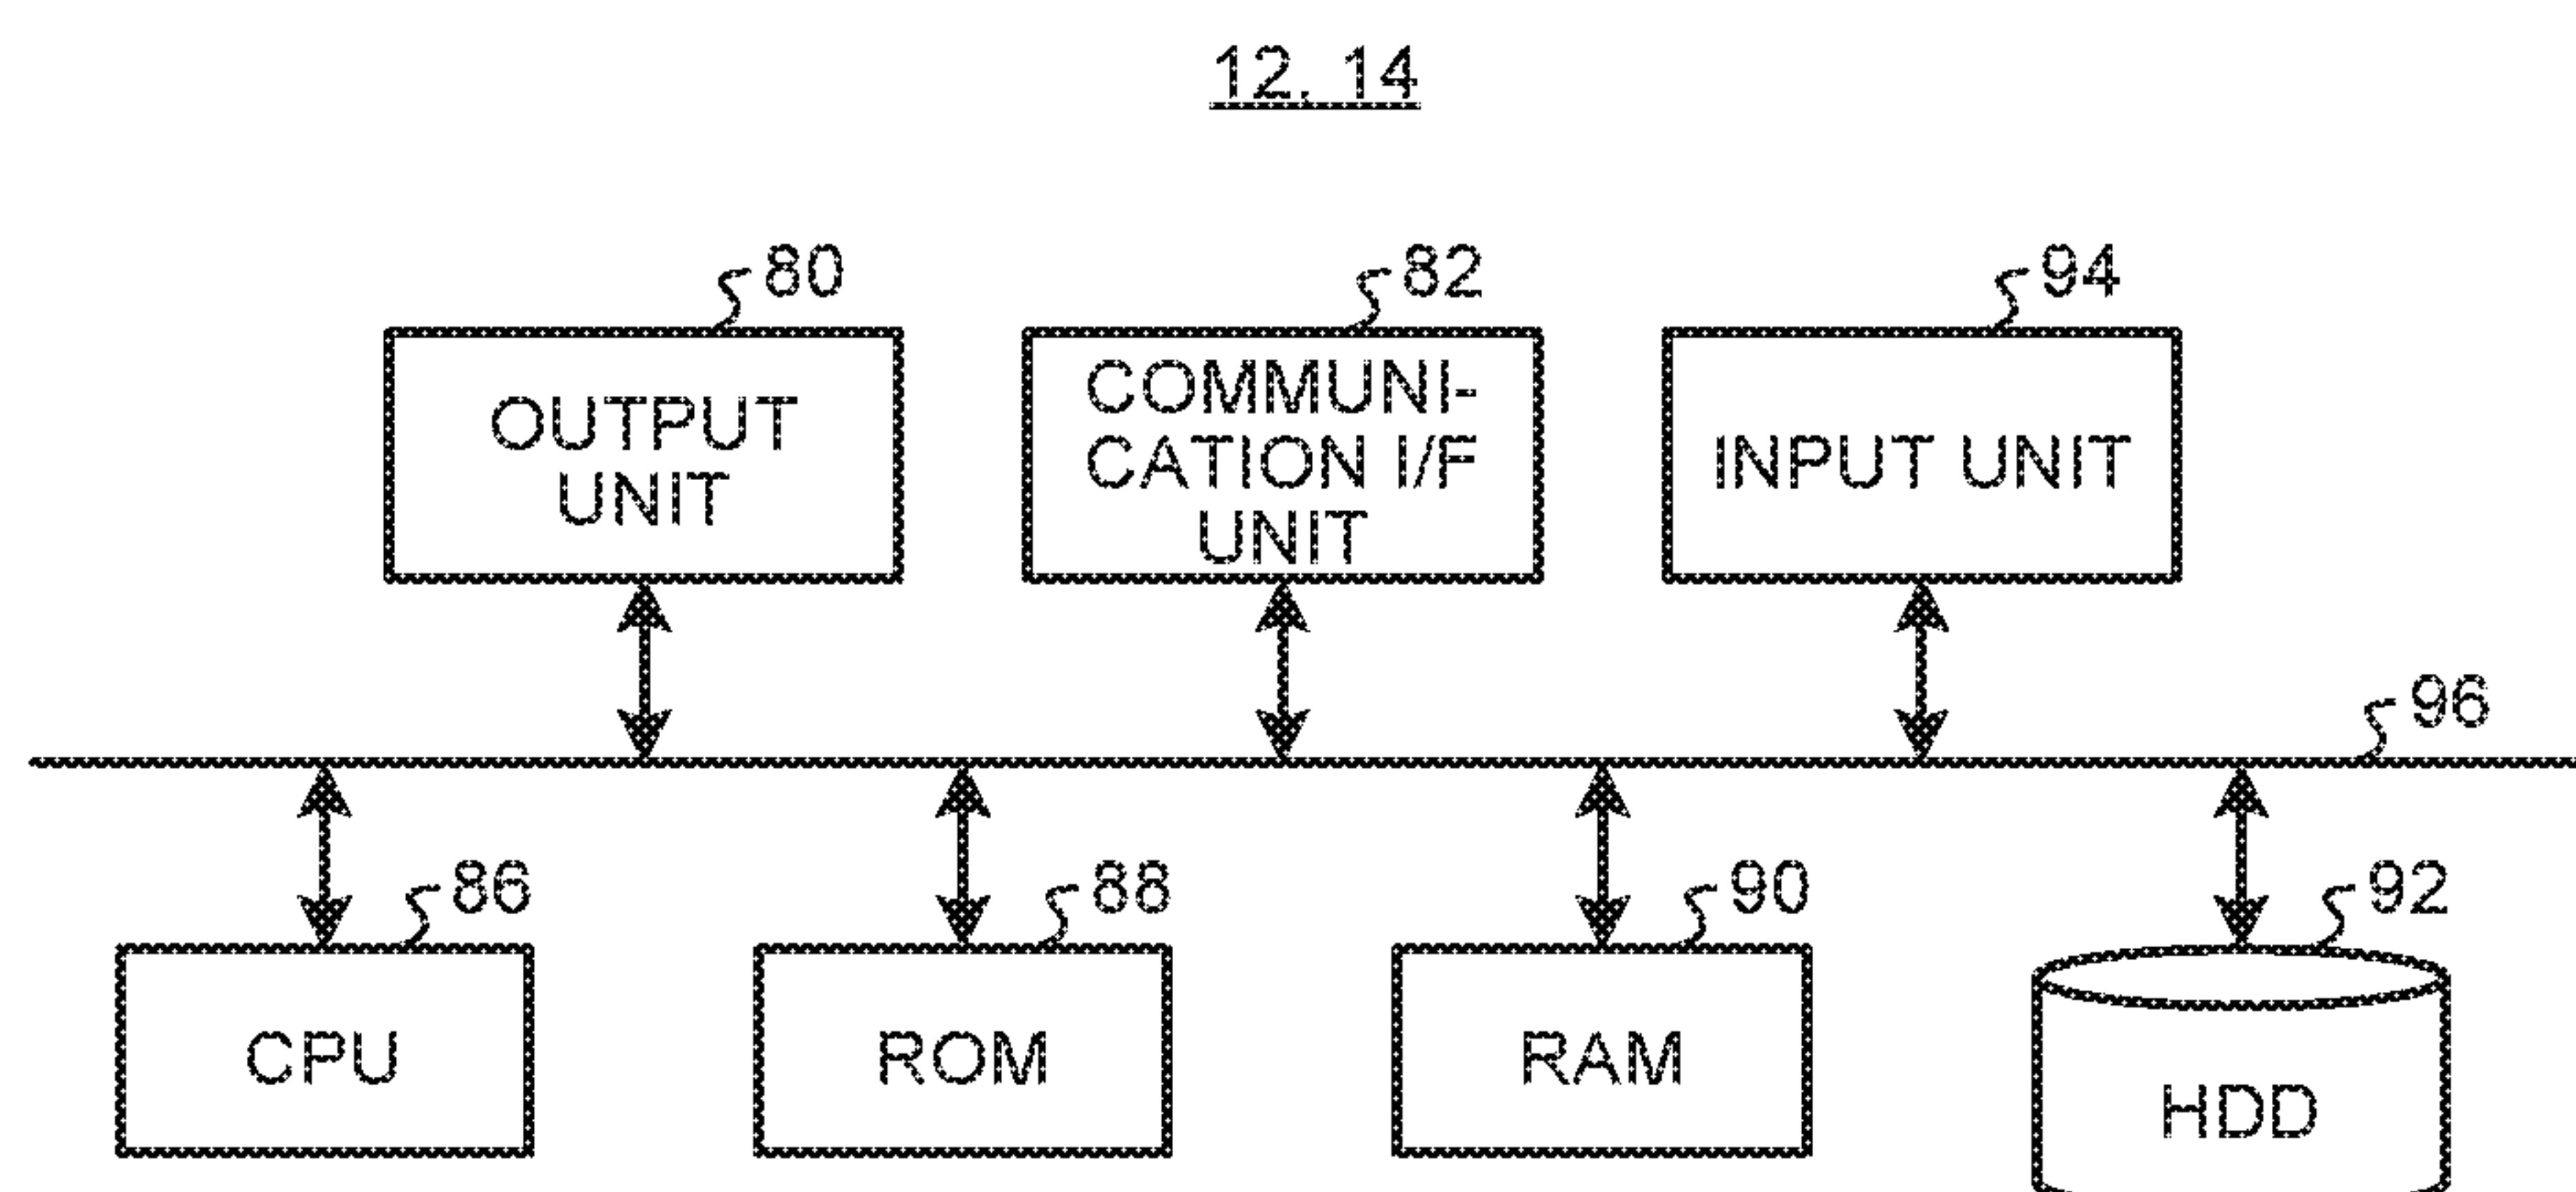 12, 14
80
82
94
OUTPUT
UNIT
COMMUNI-
CATION I/F
UNIT
INPUT UNIT
96
86
88
90
92
CPU
ROM
RAM
HDD